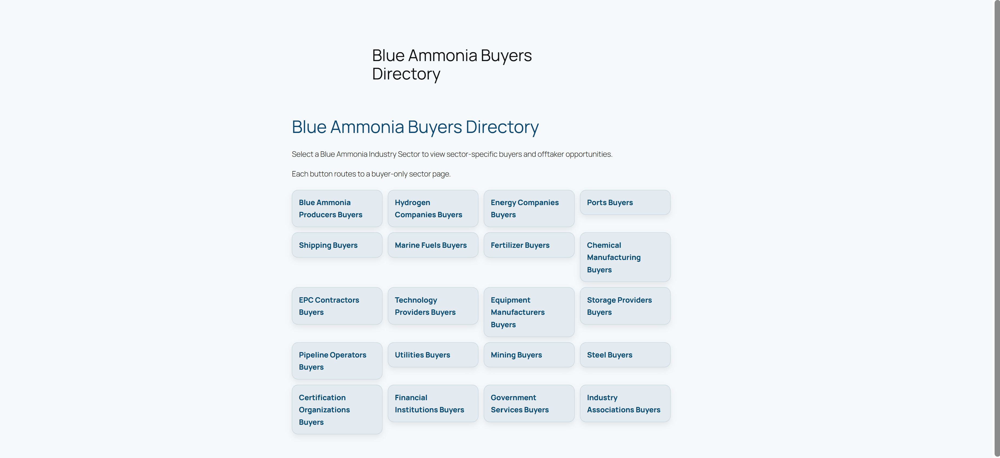 Blue Ammonia Buyers
Directory
Blue Ammonia Buyers Directory
Select a Blue Ammonia Industry Sector to view sector-specific buyers and offtaker opportunities.
Each button routes to a buyer-only sector page.
Blue Ammonia
Producers Buyers
Hydrogen
Companies Buyers
Energy Companies
Buyers
Ports Buyers
Shipping Buyers
Marine Fuels Buyers
Fertilizer Buyers
Chemical
Manufacturing
Buyers
EPC Contractors
Buyers
Technology
Providers Buyers
Equipment
Manufacturers
Buyers
Storage Providers
Buyers
Pipeline Operators
Buyers
Utilities Buyers
Mining Buyers
Steel Buyers
Certification
Organizations
Buyers
Financial
Institutions Buyers
Government
Services Buyers
Industry
Associations Buyers